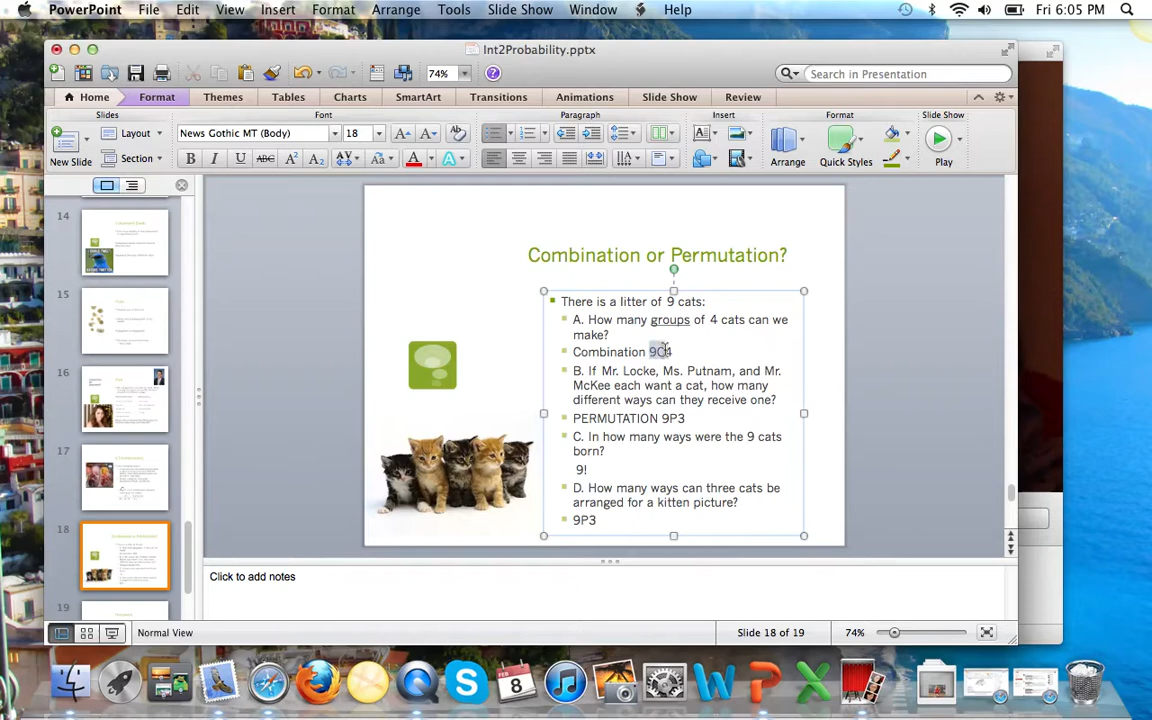 PowerPoint File Edit View Insert Format Arrange Tools Slide Show Window Help Fri 6:05 PM
Int2Probability.pptx
74% Search in Presentation
Home Format Themes Tables Charts SmartArt Transitions Animations Slide Show Review
Slides Font Paragraph Insert Format Slide Show
New Slide Layout Section News Gothic MT (Body) 18 Arrange Quick Styles Play
14
15
16
17
18
19
Combination or Permutation?
There is a litter of 9 cats:
A. How many groups of 4 cats can we
make?
Combination 9C4
B. If Mr. Locke, Ms. Putnam, and Mr.
McKee each want a cat, how many
different ways can they receive one?
PERMUTATION 9P3
C. In how many ways were the 9 cats
born?
9!
D. How many ways can three cats be
arranged for a kitten picture?
9P3
Click to add notes
Normal View Slide 18 of 19 74%
FEB
8